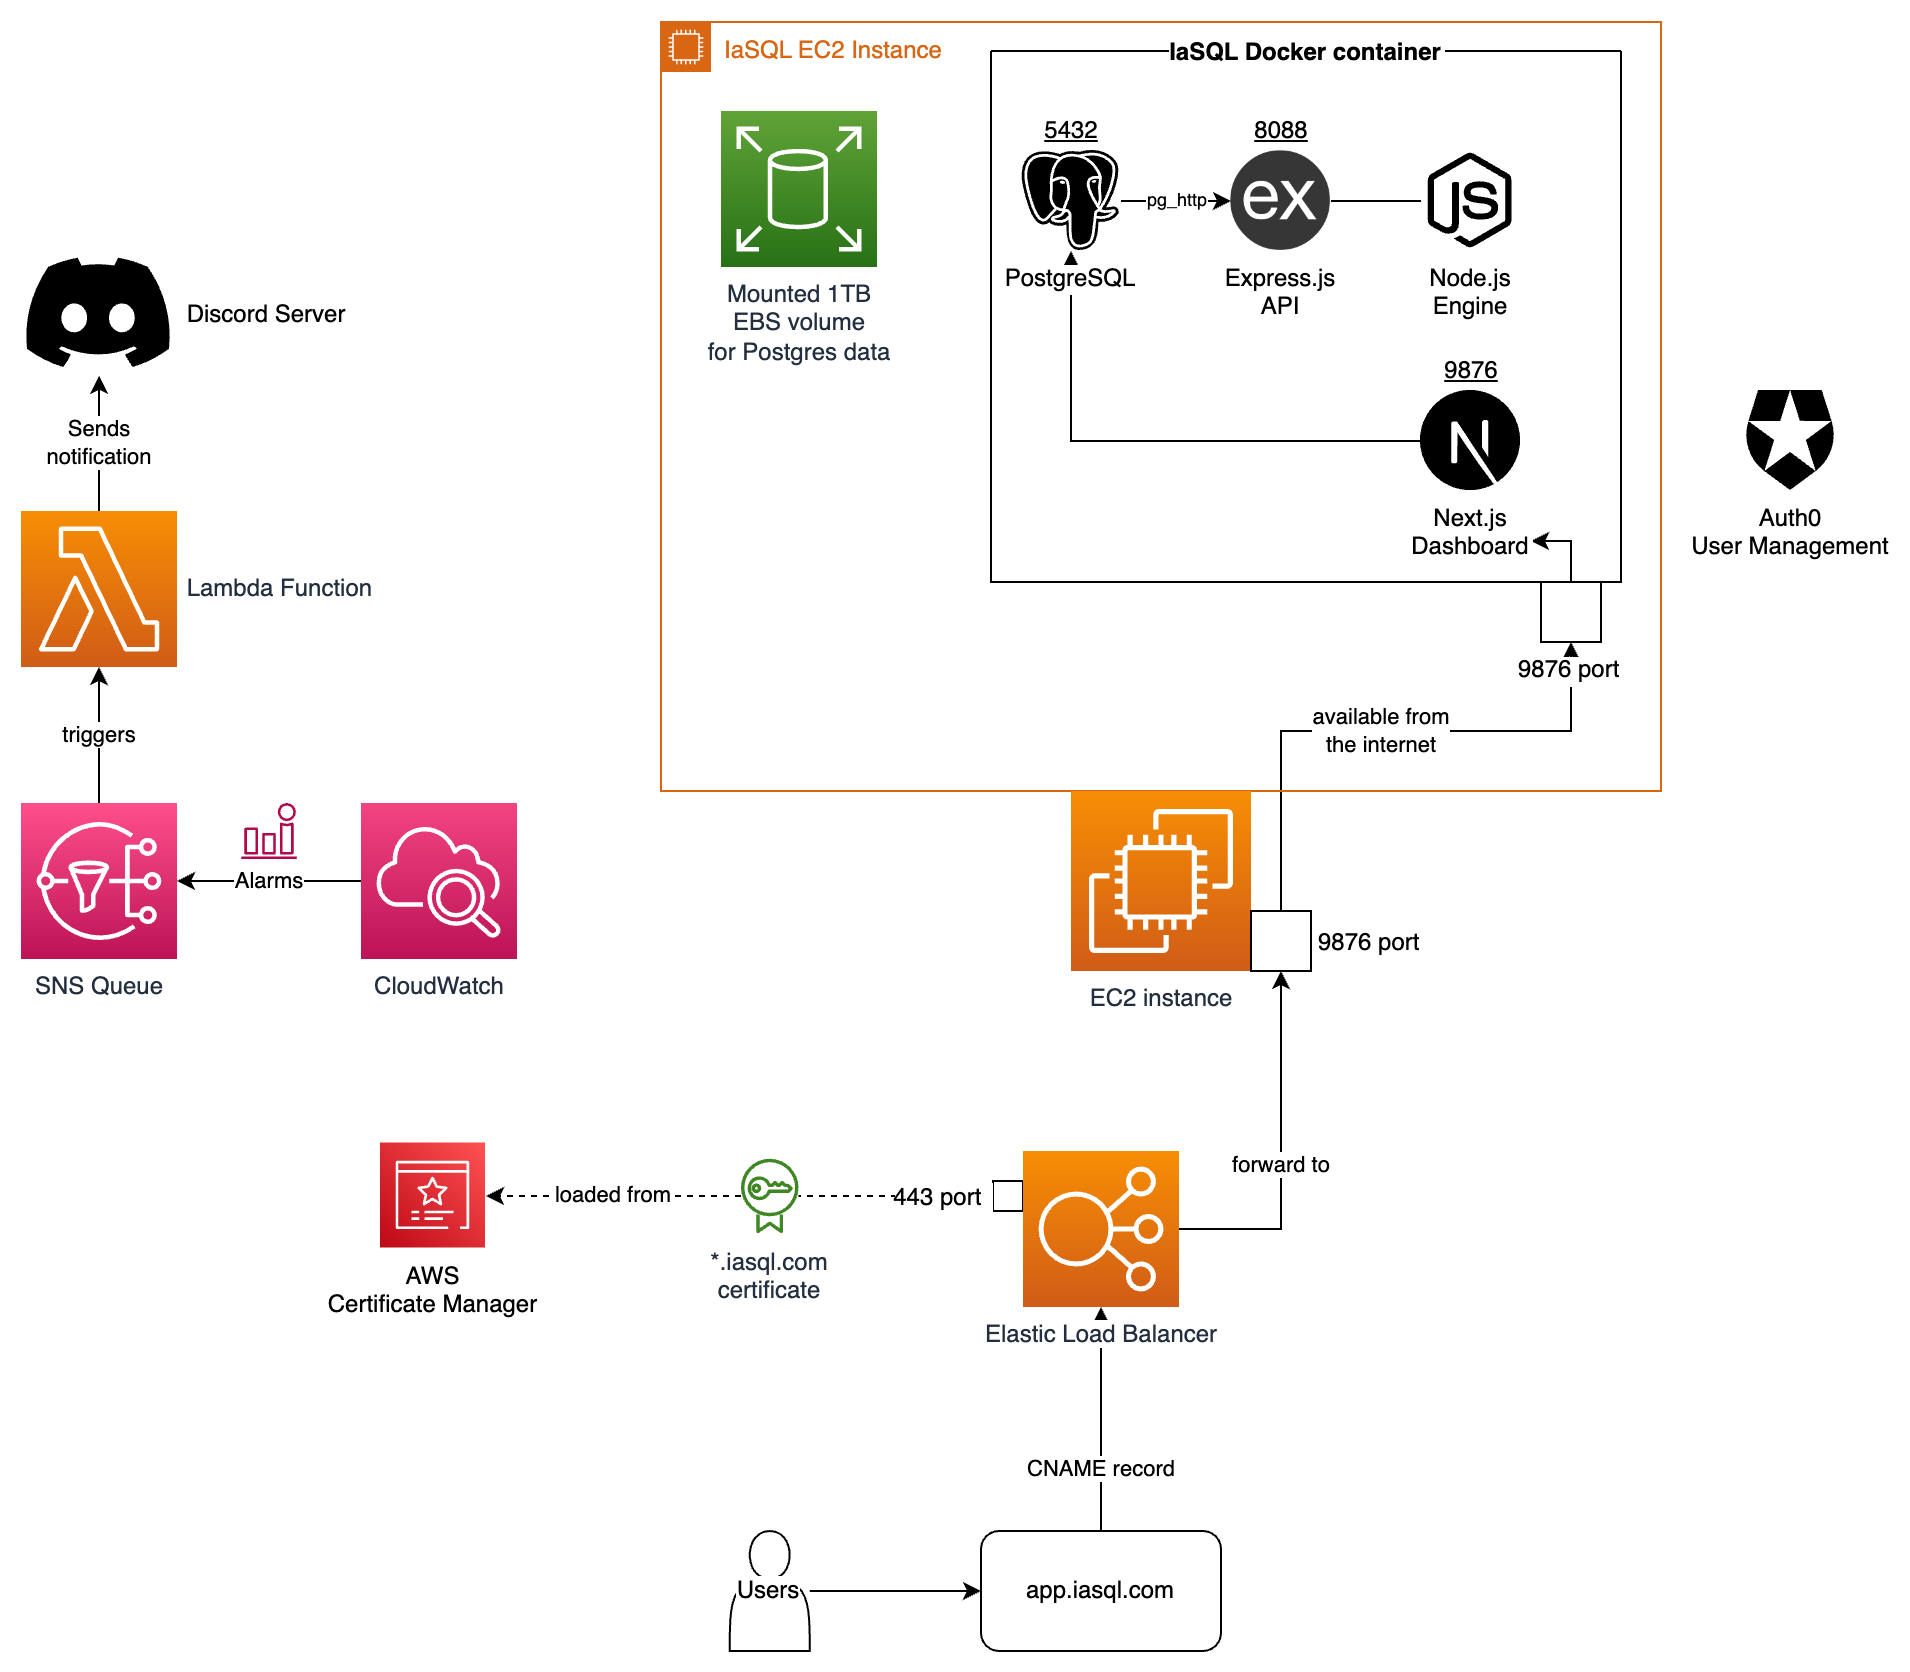 IaSQL EC2 Instance
IaSQL Docker container
5432
8088
pg_http
ex
JS
PostgreSQL
Express.js
API
Node.js
Engine
Mounted 1TB
EBS volume
for Postgres data
9876
N
Next.js
Dashboard
Auth0
User Management
9876 port
available from
the internet
Discord Server
Sends
notification
Lambda Function
triggers
Alarms
SNS Queue
CloudWatch
9876 port
EC2 instance
forward to
443 port
loaded from
*.iasql.com
certificate
AWS
Certificate Manager
Elastic Load Balancer
CNAME record
Users
app.iasql.com